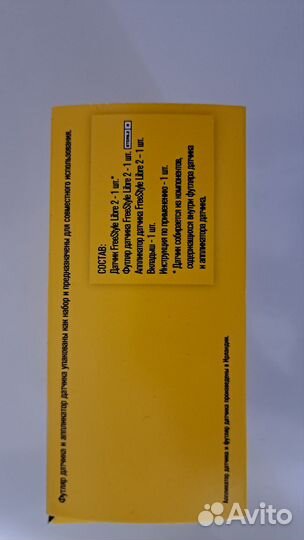 Футляр датчика и аппликатор датчика упакованы как набор и предназначены для совместного использования.
СОСТАВ:
Датчик FreeStyle Libre 2 - 1 шт.*
Футляр датчика FreeStyle Libre 2 - 1 шт. STERILE R
Аппликатор датчика FreeStyle Libre 2 - 1 шт.
Вкладыш - 1 шт.
Инструкция по применению - 1 шт.
* Датчик собирается из компонентов,
содержащихся внутри футляра датчика
и аппликатора датчика.
Аппликатор датчика и футляр датчика произведены в Ирландии.
Avito